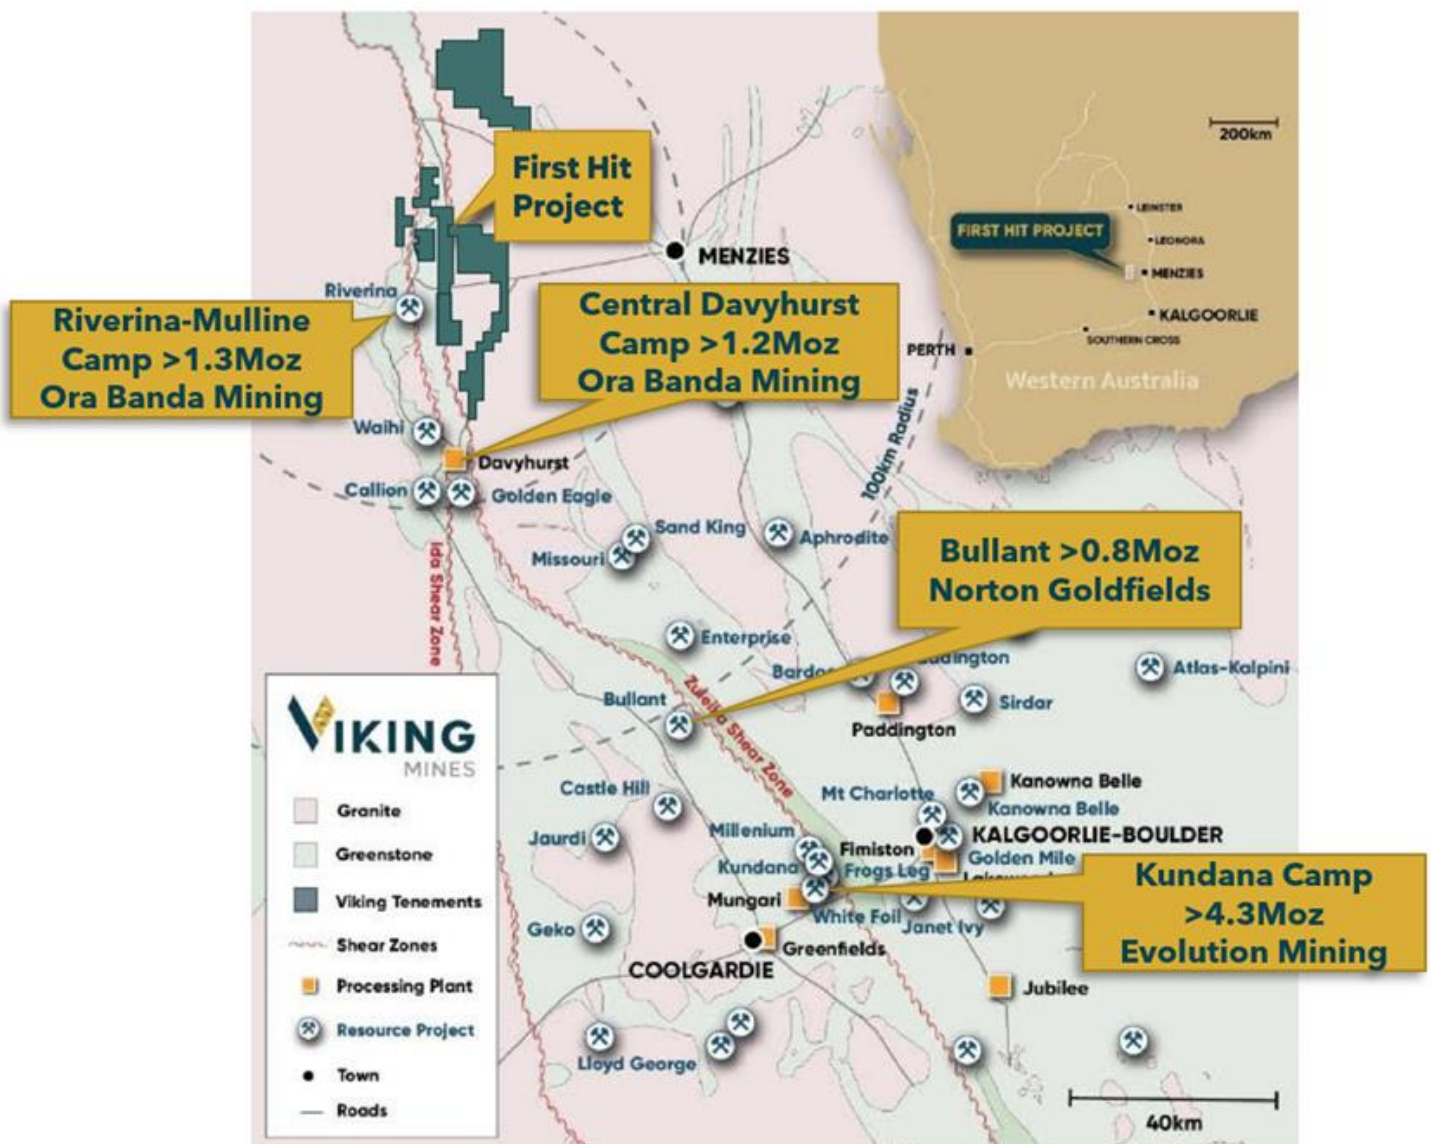 First Hit
Project
200km
LEINSTER
LEONORA
FIRST HIT PROJECT
MENZIES
KALGOORLIE
SOUTHERN CROSS
PERTH
Western Australia
MENZIES
Riverina
Riverina-Mulline
Camp >1.3Moz
Ora Banda Mining
Central Davyhurst
Camp >1.2Moz
Ora Banda Mining
100km Radius
Waihi
Davyhurst
Callion
Golden Eagle
Sand King
Missouri
Aphrodite
Bullant >0.8Moz
Norton Goldfields
Ida Shear Zone
Enterprise
Atlas-Kalpini
Sirdar
Paddington
Bullant
Zuleika Shear Zone
Castle Hill
Jaurdi
Kanowna Belle
Mt Charlotte
Kanowna Belle
KALGOORLIE-BOULDER
Millenium
Fimiston
Golden Mile
Kundana
Frogs Leg
Mungari
White Foil
Janet Ivy
Kundana Camp
>4.3Moz
Evolution Mining
Geko
Greenfields
COOLGARDIE
Jubilee
Lloyd George
40km
VIKING
MINES
Granite
Greenstone
Viking Tenements
Shear Zones
Processing Plant
Resource Project
Town
Roads